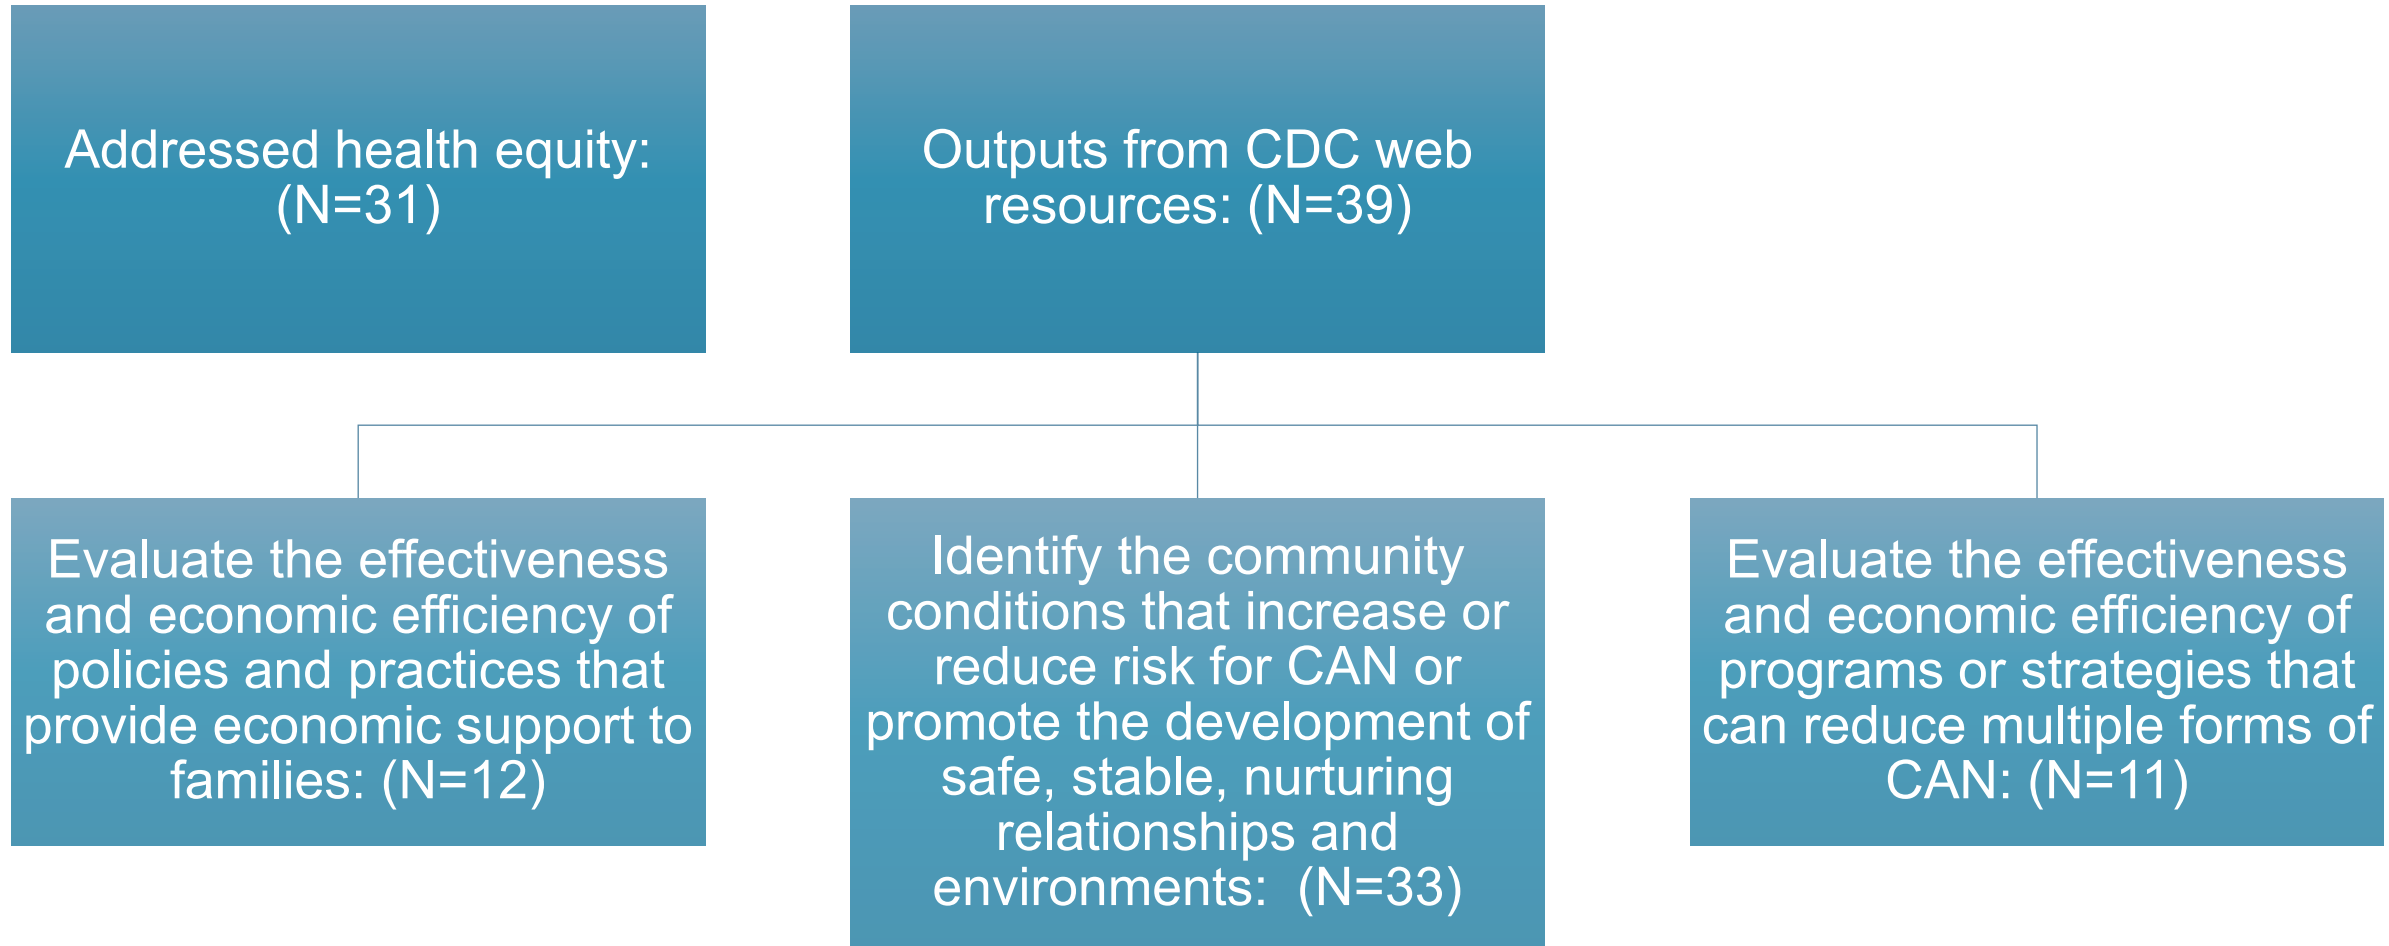 Addressed health equity:
(N=31)
Outputs from CDC web
resources: (N=39)
Evaluate the effectiveness
and economic efficiency of
policies and practices that
provide economic support to
families: (N=12)
Identify the community
conditions that increase or
reduce risk for CAN or
promote the development of
safe, stable, nurturing
relationships and
environments:  (N=33)
Evaluate the effectiveness
and economic efficiency of
programs or strategies that
can reduce multiple forms of
CAN: (N=11)